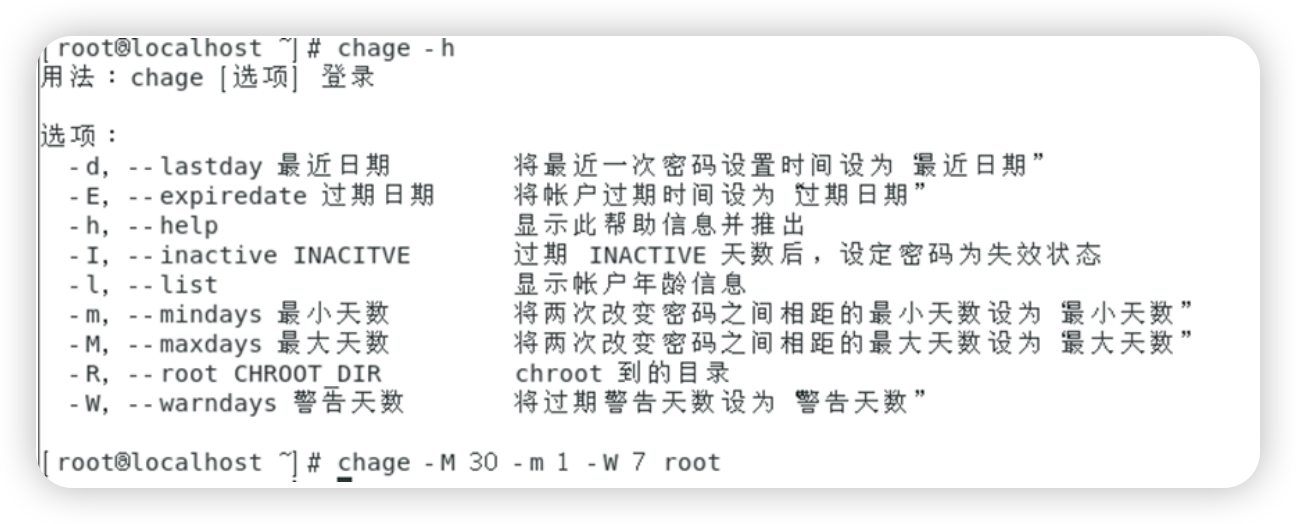 [root@localhost ~]# chage -h
用法：chage [选项] 登录
选项：
-d, --lastday 最近日期 将最近一次密码设置时间设为“最近日期”
-E, --expiredate 过期日期 将帐户过期时间设为“过期日期”
-h, --help 显示此帮助信息并推出
-I, --inactive INACITVE 过期 INACTIVE 天数后，设定密码为失效状态
-l, --list 显示帐户年龄信息
-m, --mindays 最小天数 将两次改变密码之间相距的最小天数设为“最小天数”
-M, --maxdays 最大天数 将两次改变密码之间相距的最大天数设为“最大天数”
-R, --root CHROOT_DIR chroot 到的目录
-W, --warndays 警告天数 将过期警告天数设为“警告天数”
[root@localhost ~]# chage -M 30 -m 1 -W 7 root